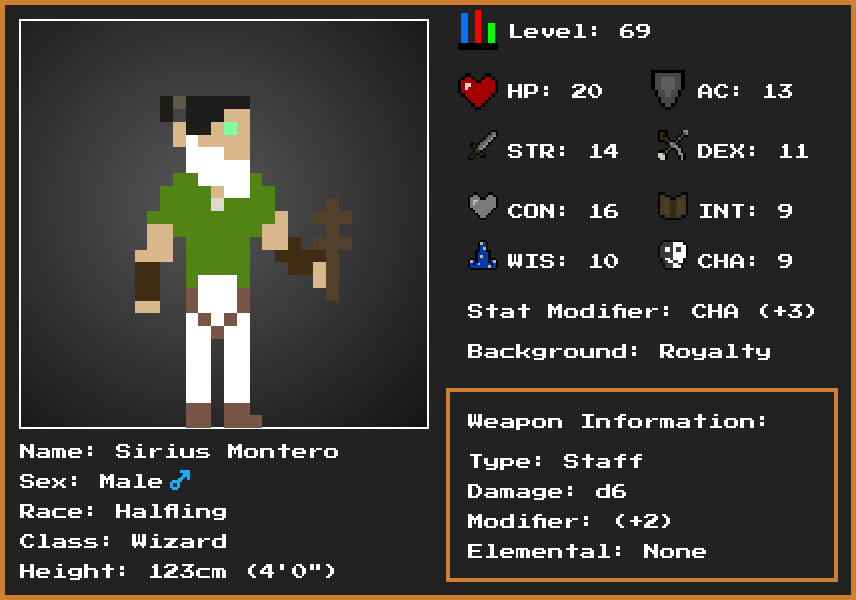 Level: 69
HP: 20
AC: 13
STR: 14
DEX: 11
CON: 16
INT: 9
WIS: 10
CHA: 9
Stat Modifier: CHA (+3)
Background: Royalty
Weapon Information:
Type: Staff
Damage: d6
Modifier: (+2)
Elemental: None
Name: Sirius Montero
Sex: Male♂
Race: Halfling
Class: Wizard
Height: 123cm (4'0")